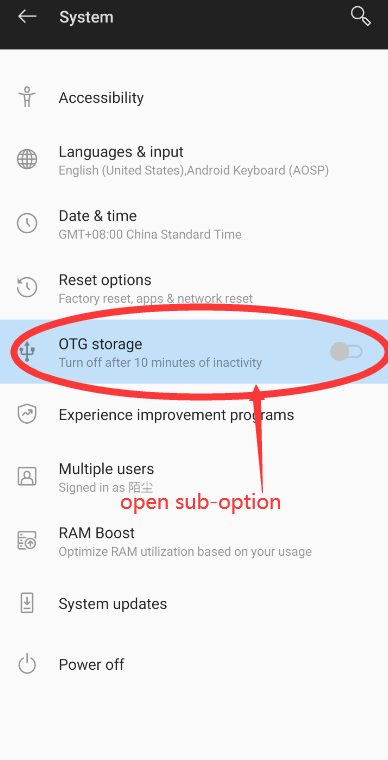 System
Accessibility
Languages & input
English (United States),Android Keyboard (AOSP)
Date & time
GMT+08:00 China Standard Time
Reset options
Factory reset, apps & network reset
OTG storage
Turn off after 10 minutes of inactivity
Experience improvement programs
Multiple users
Signed in as 陌尘
open sub-option
RAM Boost
Optimize RAM utilization based on your usage
System updates
Power off